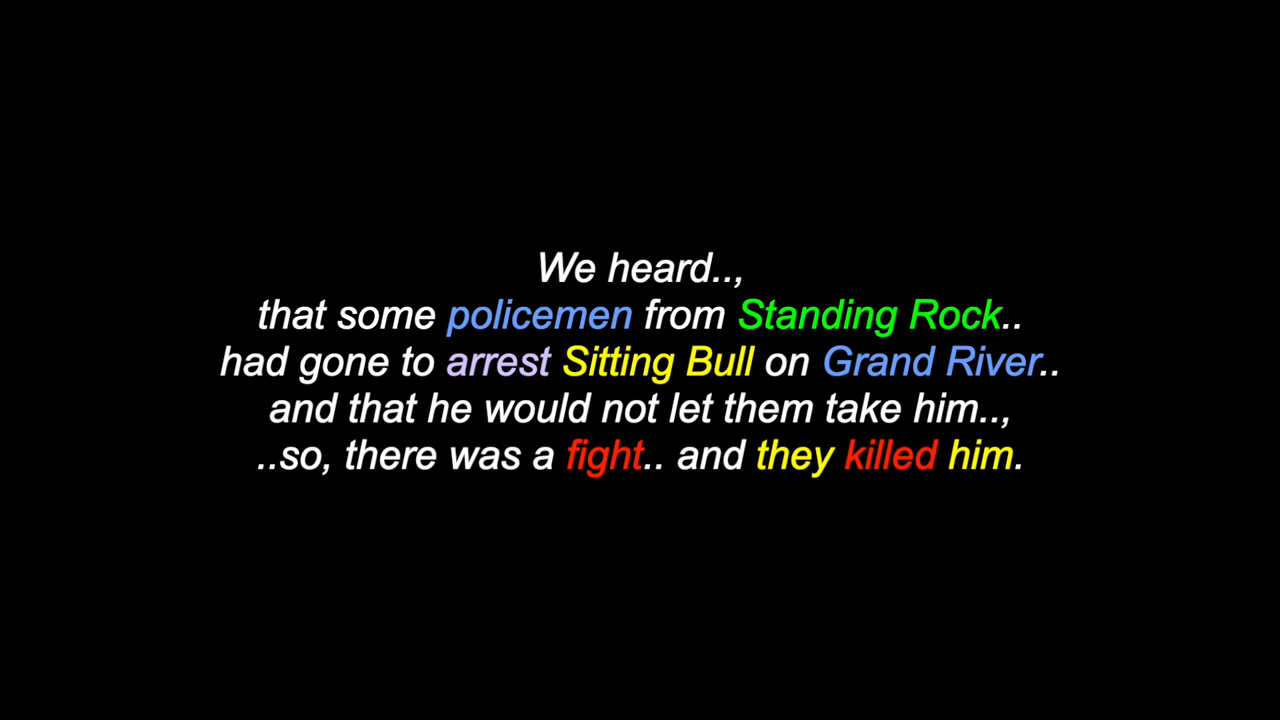 We heard..,
that some policemen from Standing Rock..
had gone to arrest Sitting Bull on Grand River..
and that he would not let them take him..,
..so, there was a fight.. and they killed him.